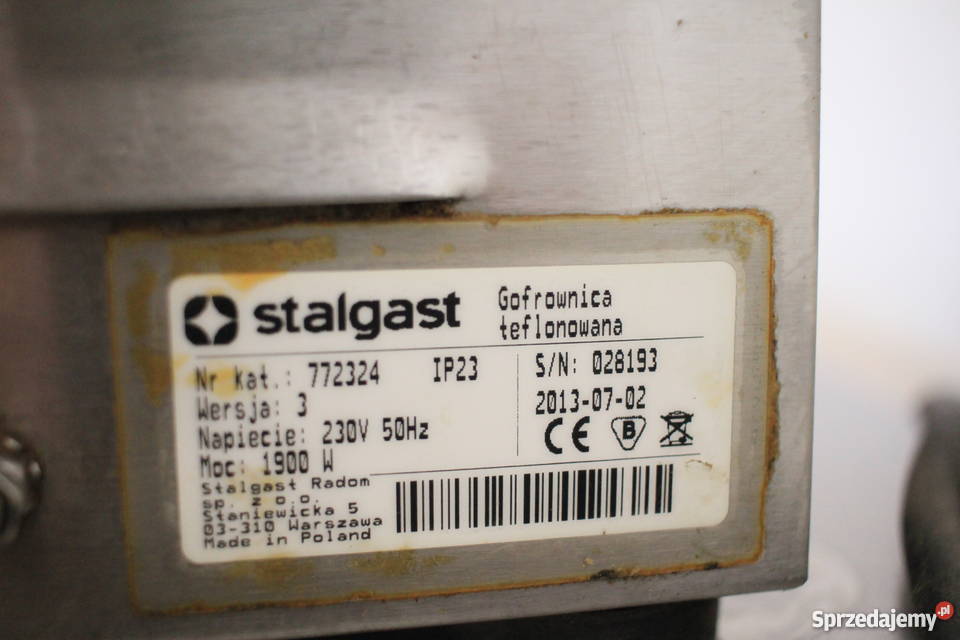 stalgast
Gofrownica
teflonowana
Nr kat.: 772324 IP23
Wersja: 3
Napiecie: 230V 50Hz
Moc: 1900 W
S/N: 028193
2013-07-02
CE B
Stalgast Radom
sp. z o.o.
Staniewicka 5
03-310 Warszawa
Made in Poland
Sprzedajemy.pl